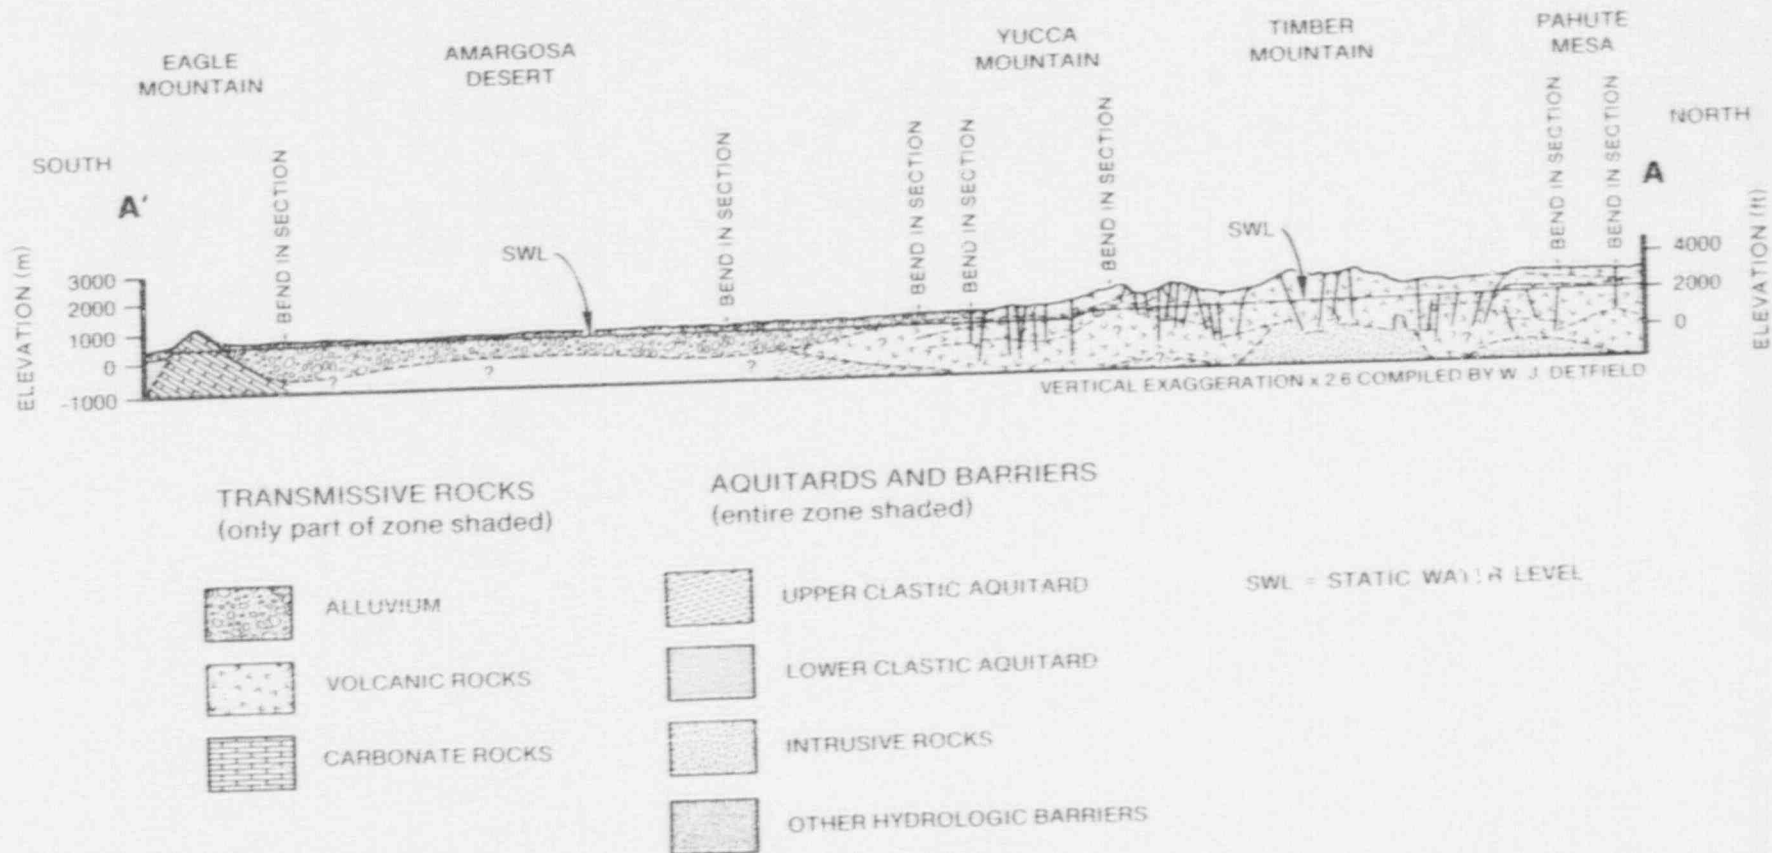 EAGLE
MOUNTAIN
AMARGOSA
DESERT
YUCCA
MOUNTAIN
TIMBER
MOUNTAIN
PAHUTE
MESA
SOUTH
A'
NORTH
A
BEND IN SECTION
BEND IN SECTION
BEND IN SECTION
BEND IN SECTION
BEND IN SECTION
BEND IN SECTION
BEND IN SECTION
SWL
SWL
ELEVATION (m)
3000
2000
1000
0
-1000
ELEVATION (ft)
4000
2000
0
?
?
?
?
?
VERTICAL EXAGGERATION x 2.6 COMPILED BY W. J. DETFIELD
TRANSMISSIVE ROCKS
(only part of zone shaded)
ALLUVIUM
VOLCANIC ROCKS
CARBONATE ROCKS
AQUITARDS AND BARRIERS
(entire zone shaded)
UPPER CLASTIC AQUITARD
LOWER CLASTIC AQUITARD
INTRUSIVE ROCKS
OTHER HYDROLOGIC BARRIERS
SWL = STATIC WATER LEVEL